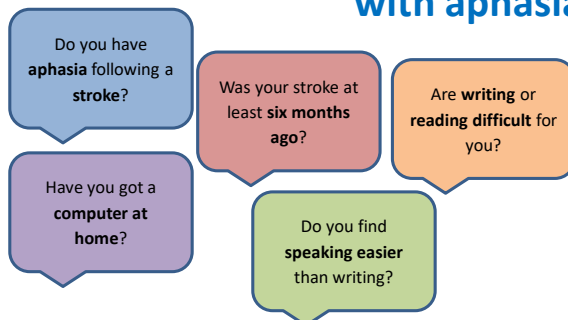 with aphasia
Do you have
aphasia following a
stroke?
Was your stroke at
least six months
ago?
Are writing or
reading difficult for
you?
Have you got a
computer at
home?
Do you find
speaking easier
than writing?